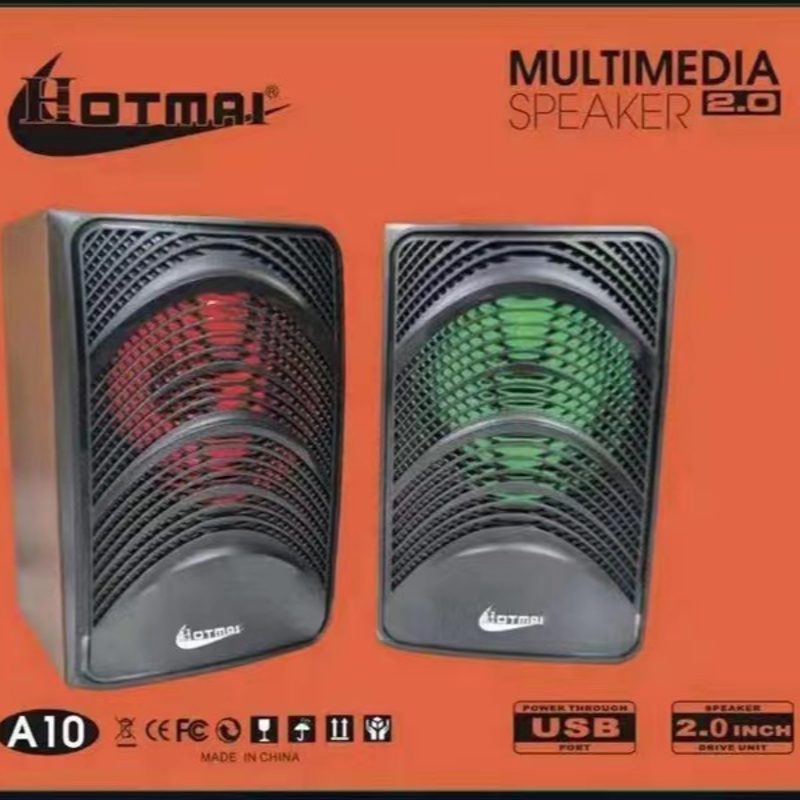 HOTMAI®
MULTIMEDIA
SPEAKER 2.0
HOTMAI
HOTMAI
A10
CE FC
MADE IN CHINA
POWER THROUGH
USB
PORT
SPEAKER
2.0 INCH
DRIVE UNIT